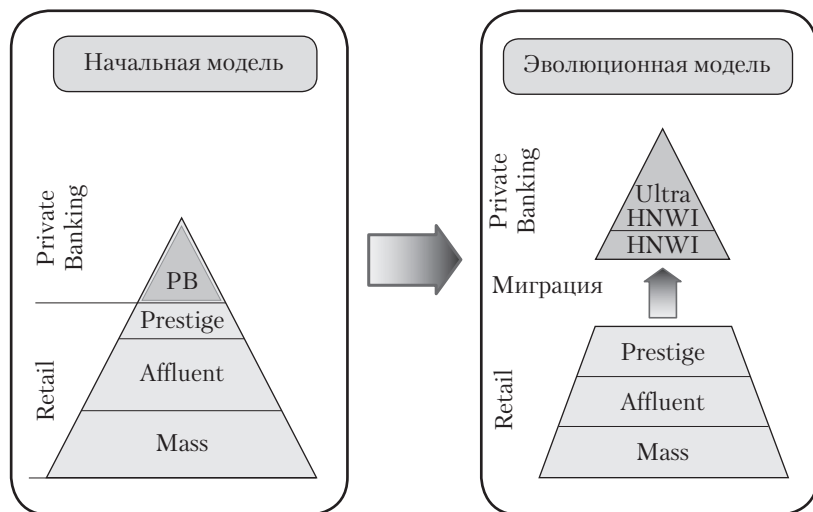 Начальная модель
Private
Banking
PB
Prestige
Retail
Affluent
Mass
Эволюционная модель
Private
Banking
Ultra
HNWI
HNWI
Миграция
Retail
Prestige
Affluent
Mass